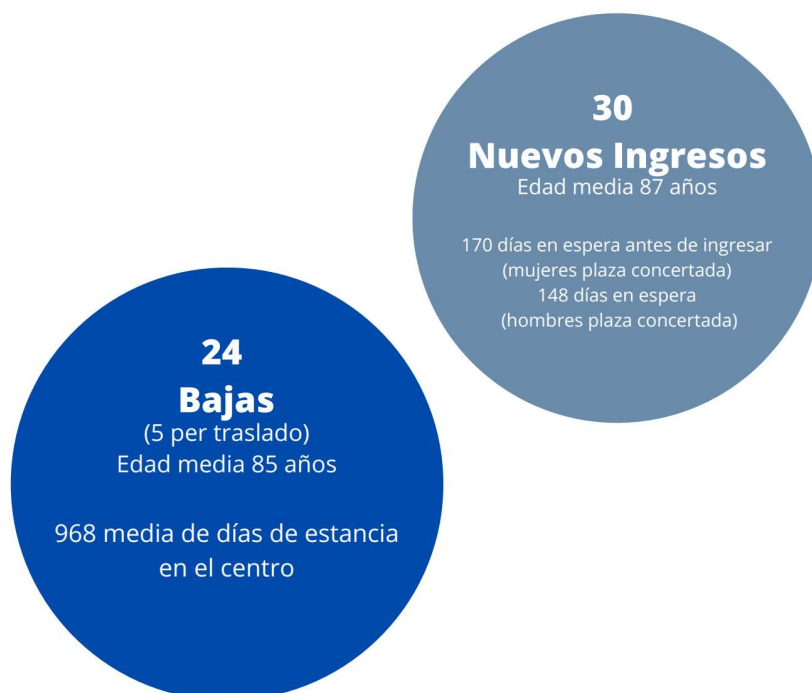 30
Nuevos Ingresos
Edad media 87 años
170 días en espera antes de ingresar
(mujeres plaza concertada)
148 días en espera
(hombres plaza concertada)
24
Bajas
(5 per traslado)
Edad media 85 años
968 media de días de estancia
en el centro